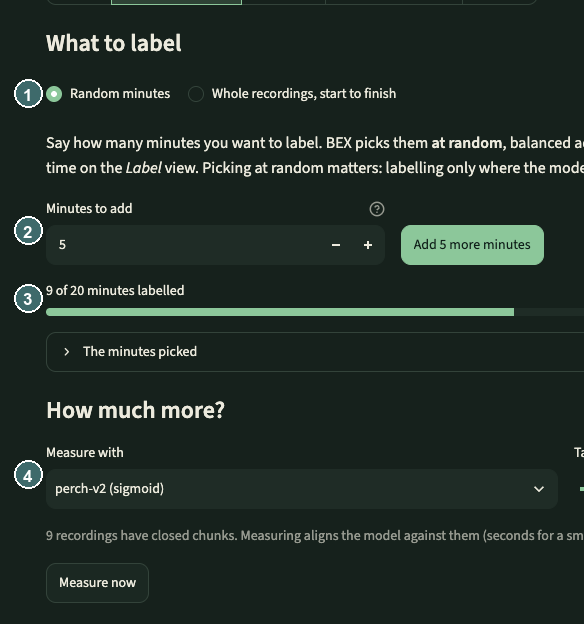 What to label
1 Random minutes Whole recordings, start to finish
Say how many minutes you want to label. BEX picks them at random, balanced
time on the Label view. Picking at random matters: labelling only where the
Minutes to add ?
2 5 − + Add 5 more minutes
9 of 20 minutes labelled
3
The minutes picked
How much more?
Measure with
4 perch-v2 (sigmoid)
9 recordings have closed chunks. Measuring aligns the model against them (seconds for a
Measure now